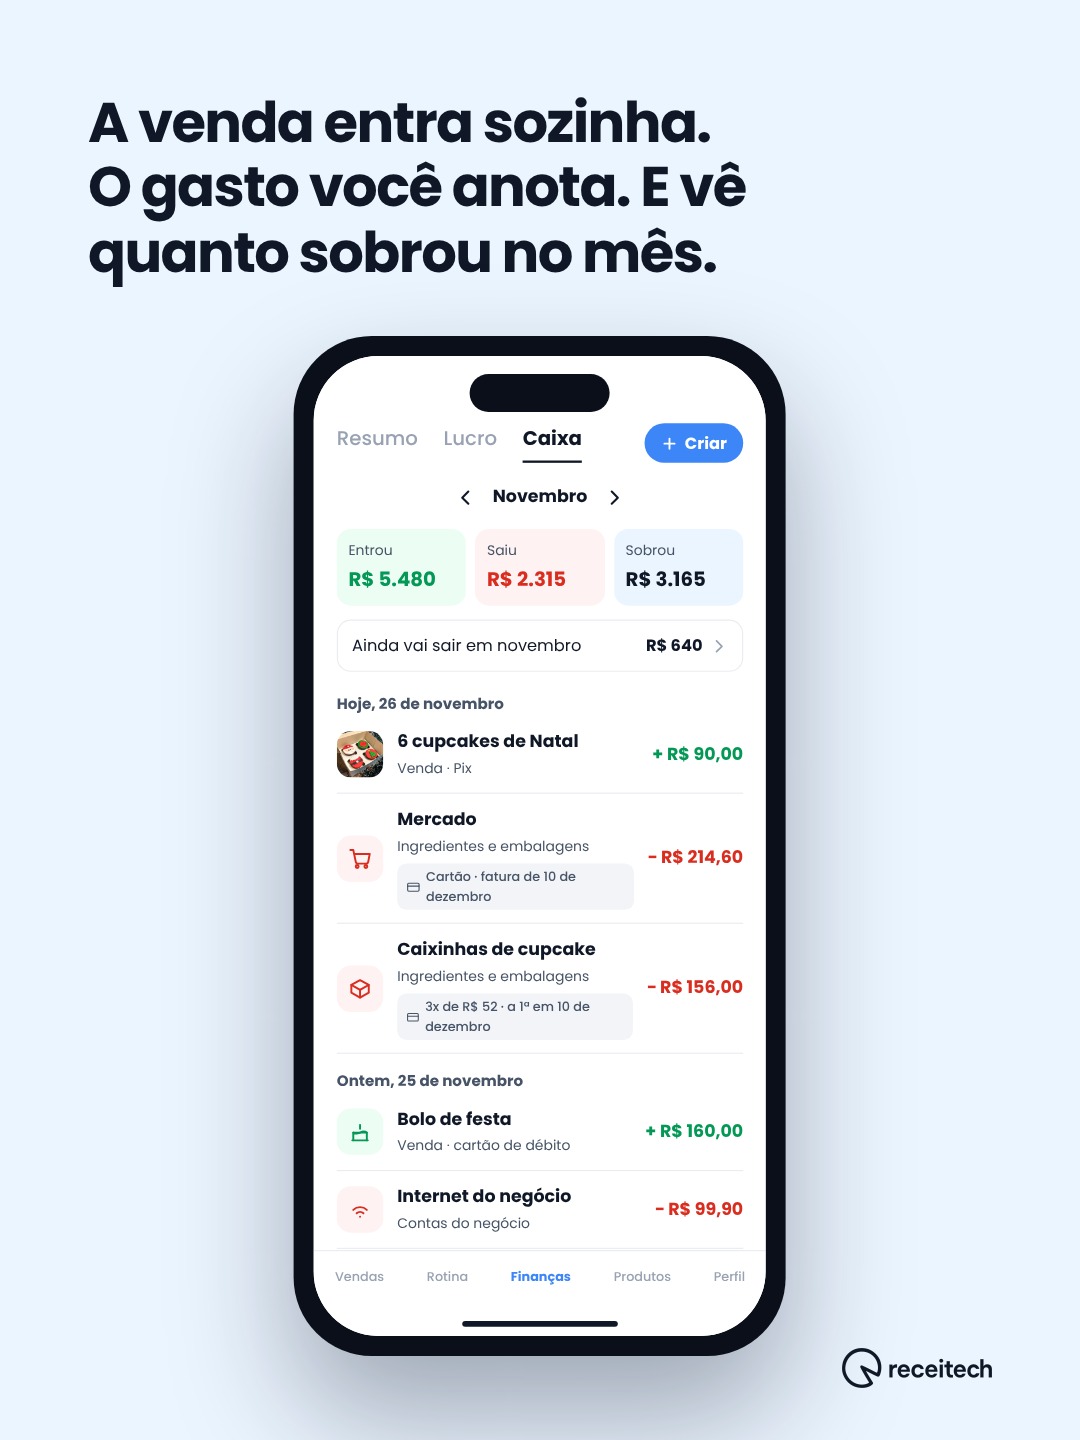 A venda entra sozinha.
O gasto você anota. E vê
quanto sobrou no mês.
Resumo Lucro Caixa + Criar
Novembro
Entrou Saiu Sobrou
R$ 5.480 R$ 2.315 R$ 3.165
Ainda vai sair em novembro R$ 640
Hoje, 26 de novembro
6 cupcakes de Natal
+ R$ 90,00
Venda · Pix
Mercado
Ingredientes e embalagens
- R$ 214,60
Cartão · fatura de 10 de
dezembro
Caixinhas de cupcake
Ingredientes e embalagens
- R$ 156,00
3x de R$ 52 · a 1ª em 10 de
dezembro
Ontem, 25 de novembro
Bolo de festa
+ R$ 160,00
Venda · cartão de débito
Internet do negócio
- R$ 99,90
Contas do negócio
Vendas Rotina Finanças Produtos Perfil
receitech